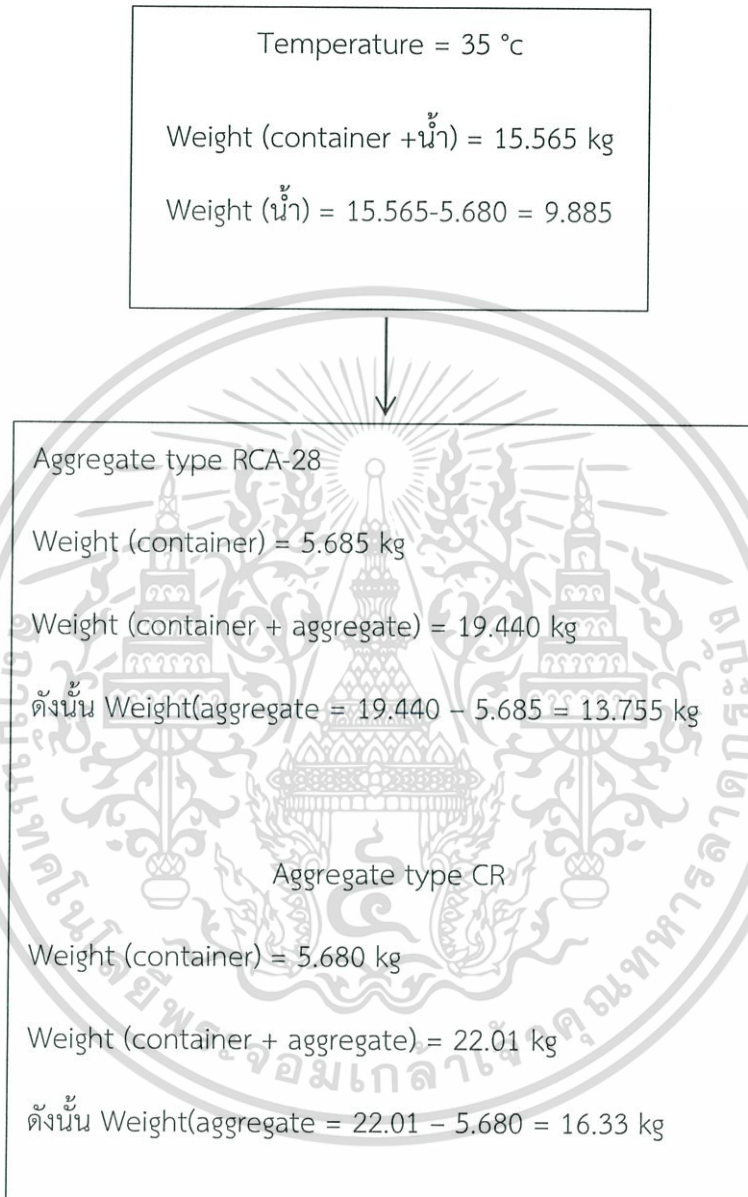 Temperature = 35 °c
Weight (container +น้ำ) = 15.565 kg
Weight (น้ำ) = 15.565-5.680 = 9.885
Aggregate type RCA-28
Weight (container) = 5.685 kg
Weight (container + aggregate) = 19.440 kg
ดังนั้น Weight(aggregate = 19.440 – 5.685 = 13.755 kg
Aggregate type CR
Weight (container) = 5.680 kg
Weight (container + aggregate) = 22.01 kg
ดังนั้น Weight(aggregate = 22.01 – 5.680 = 16.33 kg